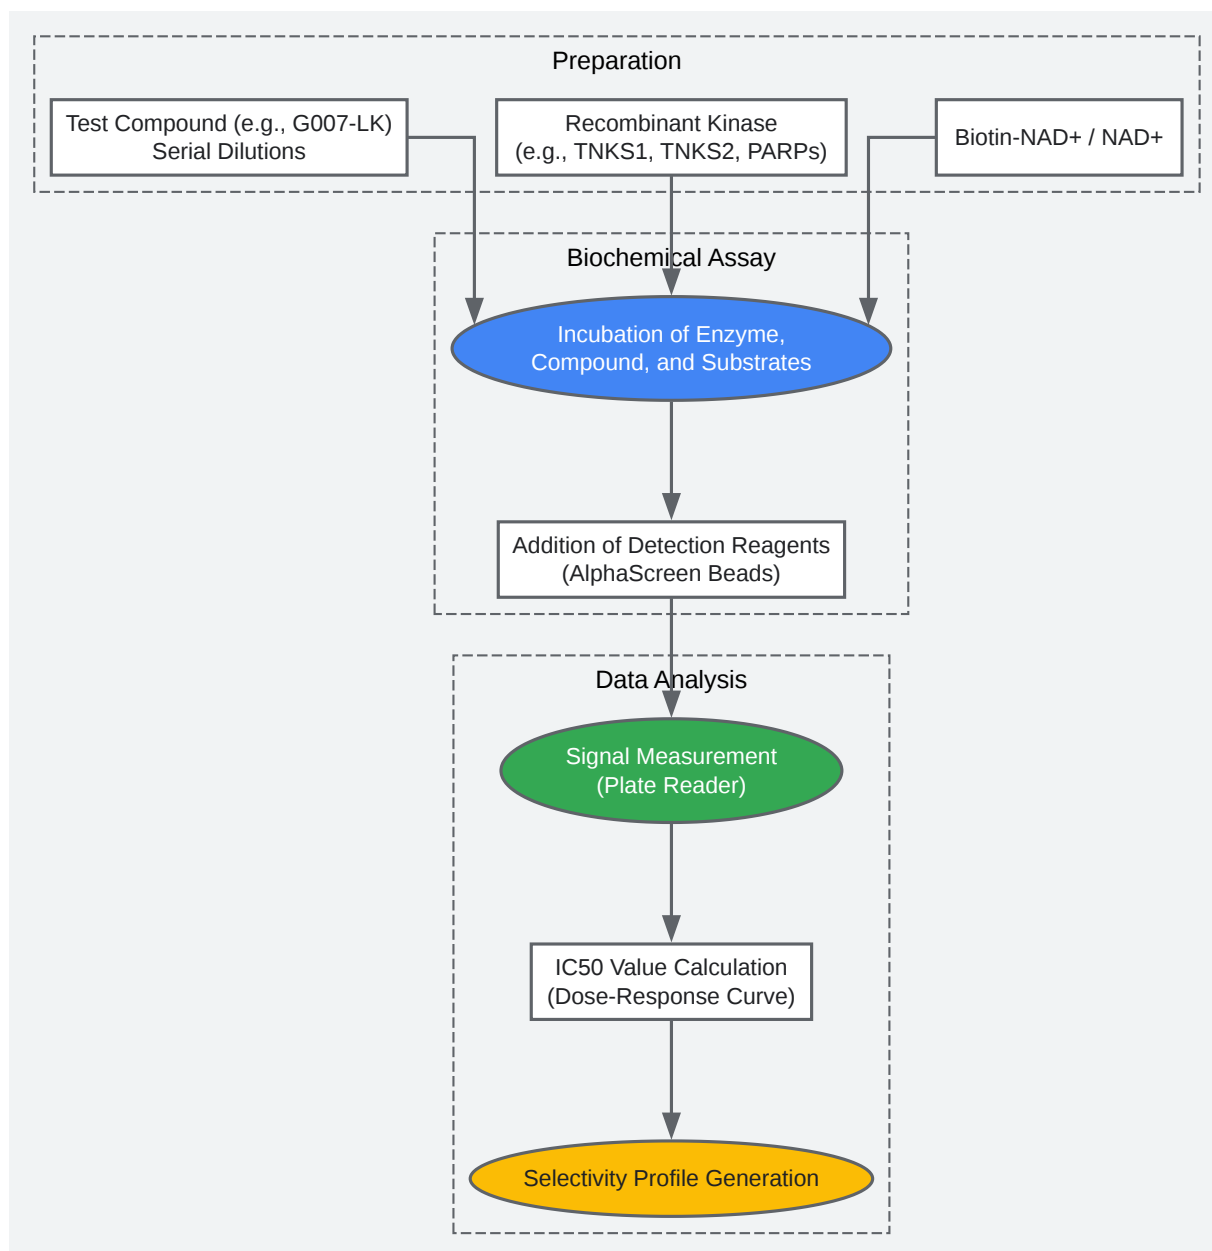 Preparation
Test Compound (e.g., G007-LK)
Serial Dilutions
Recombinant Kinase
(e.g., TNKS1, TNKS2, PARPs)
Biotin-NAD+ / NAD+
Biochemical Assay
Incubation of Enzyme,
Compound, and Substrates
Addition of Detection Reagents
(AlphaScreen Beads)
Data Analysis
Signal Measurement
(Plate Reader)
IC50 Value Calculation
(Dose-Response Curve)
Selectivity Profile Generation